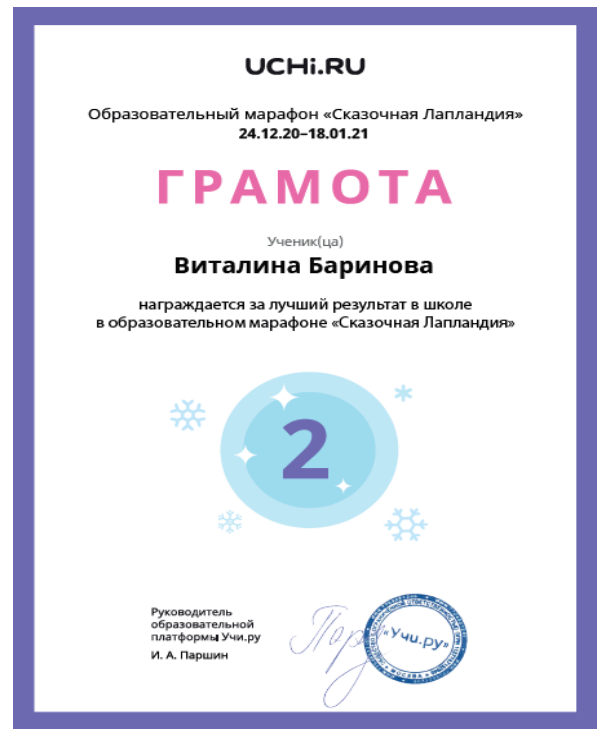 UCHi.RU
Образовательный марафон «Сказочная Лапландия»
24.12.20–18.01.21
ГРАМОТА
Ученик(ца)
Виталина Баринова
награждается за лучший результат в школе
в образовательном марафоне «Сказочная Лапландия»
2
Руководитель
образовательной
платформы Учи.ру
И. А. Паршин
«Учи.ру»
МОСКВА